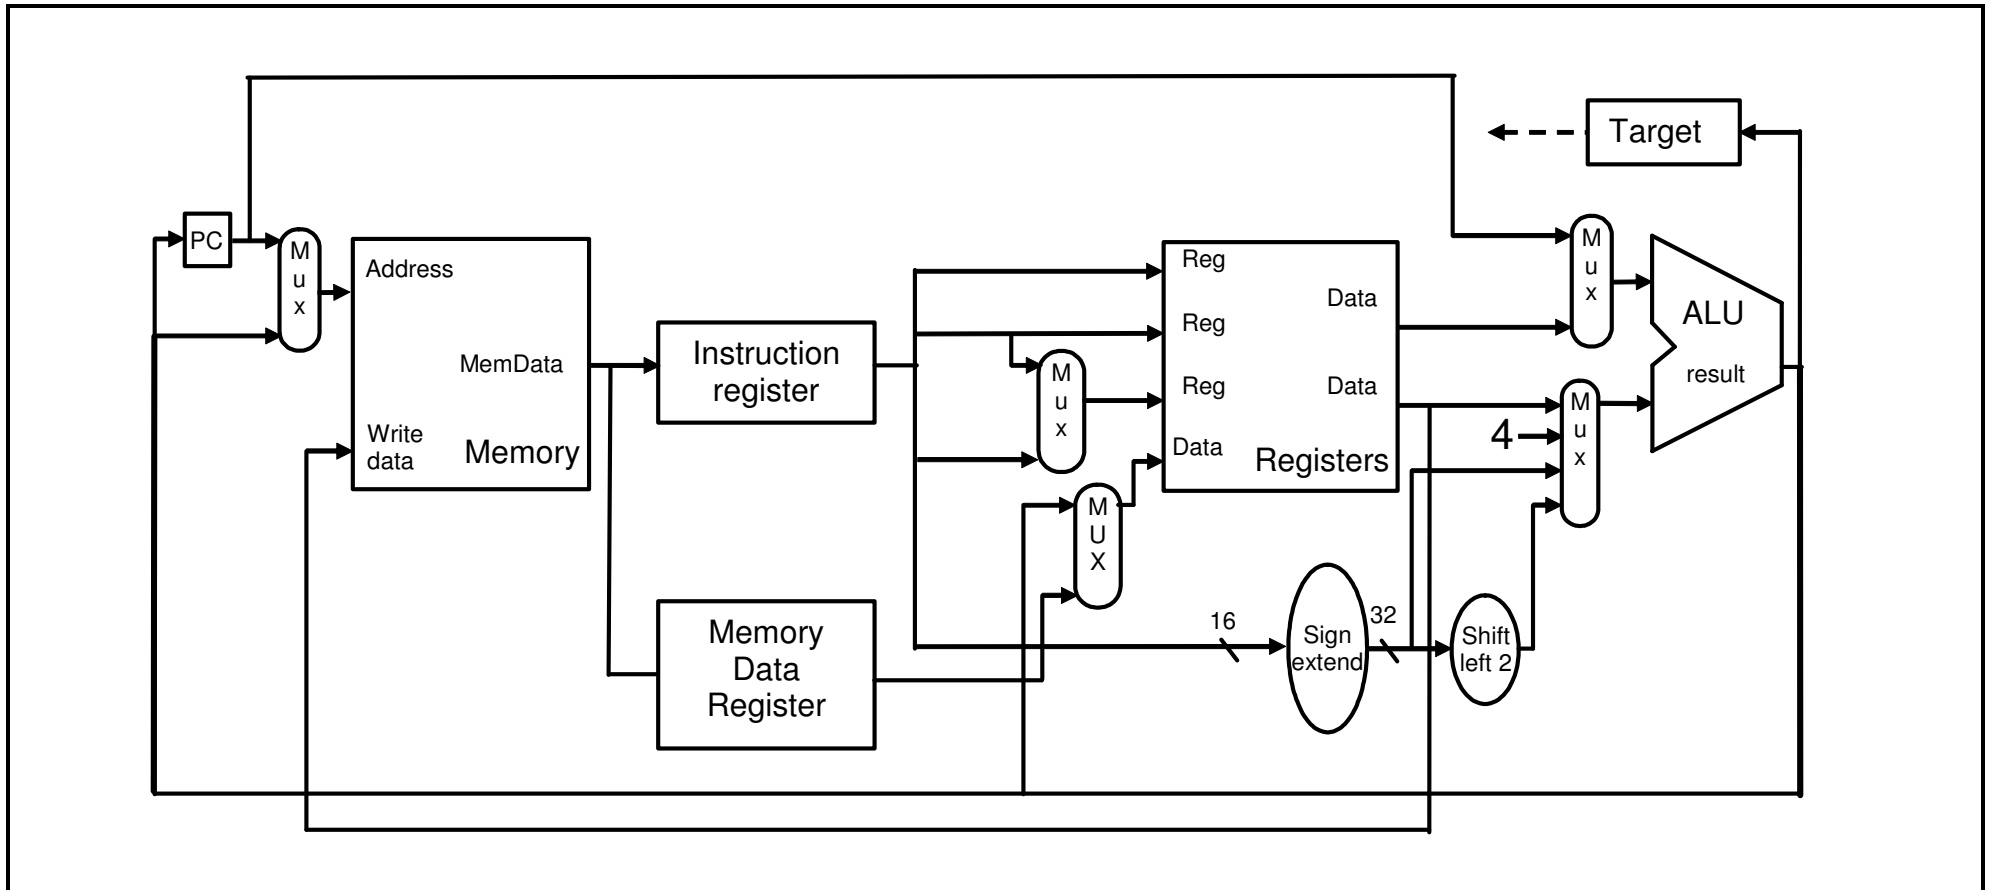 Target
PC
M
u
x
Address
MemData
Write
data
Memory
Instruction
register
M
u
x
Reg
Reg
Reg
Data
Data
Data
Registers
M
U
X
Memory
Data
Register
16
Sign
extend
32
Shift
left 2
M
u
x
4
M
u
x
ALU
result